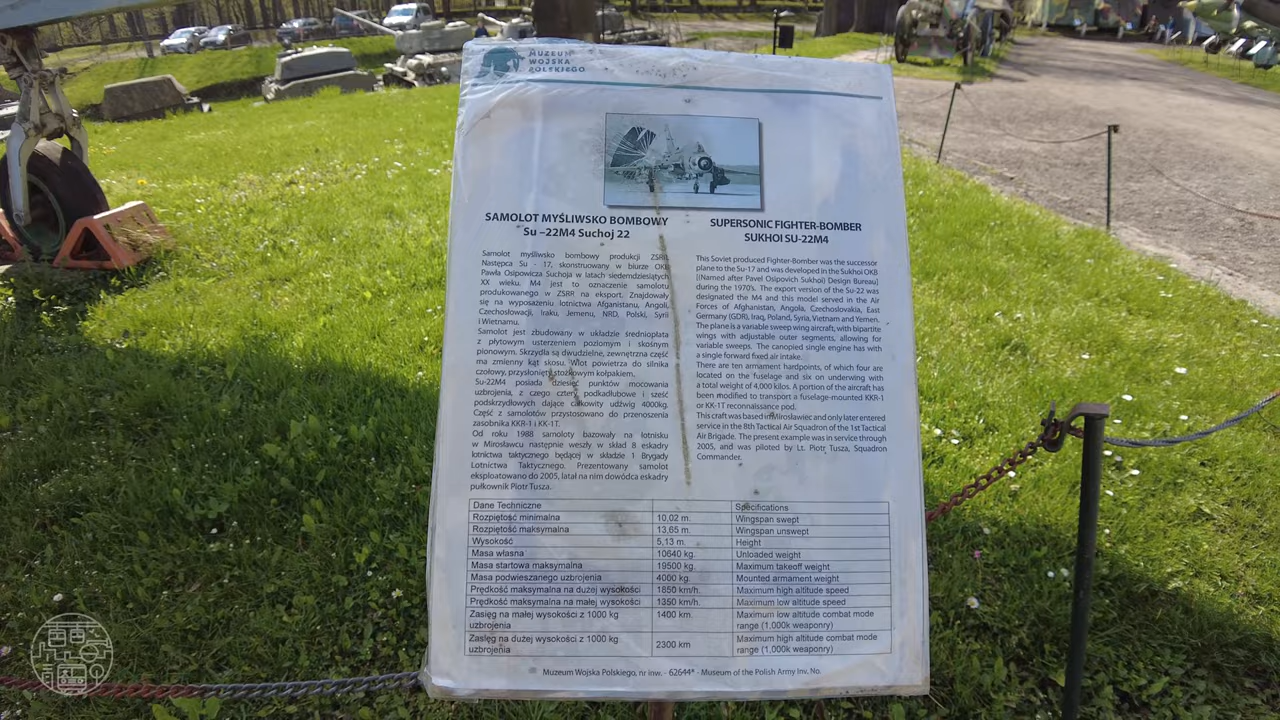 MUZEUM
WOJSKA
POLSKIEGO
SAMOLOT MYŚLIWSKO BOMBOWY
Su –22M4 Suchoj 22
Samolot myśliwsko bombowy produkcji ZSRR.
Następca Su - 17, skonstruowany w biurze OKB
Pawła Osipowicza Suchoja w latach siedemdziesiątych
XX wieku. M4 jest to oznaczenie samolotu
produkowanego w ZSRR na eksport. Znajdowały
się na wyposażeniu lotnictwa Afganistanu, Angoli,
Czechosłowacji, Iraku, Jemenu, NRD, Polski, Syrii
i Wietnamu.
Samolot jest zbudowany w układzie średniopłata
z płytowym usterzeniem poziomym i skośnym
pionowym. Skrzydła są dwudzielne, zewnętrzna część
ma zmienny kąt skosu. Wlot powietrza do silnika
czołowy, przysłonięty stożkowym kołpakiem.
Su-22M4 posiada dziesięć punktów mocowania
uzbrojenia, z czego cztery podkadłubowe i sześć
podskrzydłowych dające całkowity udźwig 4000kg.
Część z samolotów przystosowano do przenoszenia
zasobnika KKR-1 i KK-1T.
Od roku 1988 samoloty bazowały na lotnisku
w Mirosławcu następnie weszły w skład 8 eskadry
lotnictwa taktycznego będącej w składzie 1 Brygady
Lotnictwa Taktycznego. Prezentowany samolot
eksploatowano do 2005, latał na nim dowódca eskadry
pułkownik Piotr Tusza.
SUPERSONIC FIGHTER-BOMBER
SUKHOI SU-22M4
This Soviet produced Fighter-Bomber was the successor
plane to the Su-17 and was developed in the Sukhoi OKB
[(Named after Pavel Osipovich Sukhoi) Design Bureau]
during the 1970's. The export version of the Su-22 was
designated the M4 and this model served in the Air
Forces of Afghanistan, Angola, Czechoslovakia, East
Germany (GDR), Iraq, Poland, Syria, Vietnam and Yemen.
The plane is a variable sweep wing aircraft, with bipartite
wings with adjustable outer segments, allowing for
variable sweeps. The canopied single engine has with
a single forward fixed air intake.
There are ten armament hardpoints, of which four are
located on the fuselage and six on underwing with
a total weight of 4,000 kilos. A portion of the aircraft has
been modified to transport a fuselage-mounted KKR-1
or KK-1T reconnaissance pod.
This craft was based in Mirosławiec and only later entered
service in the 8th Tactical Air Squadron of the 1st Tactical
Air Brigade. The present example was in service through
2005, and was piloted by Lt. Piotr Tusza, Squadron
Commander.
Dane Techniczne Specifications
Rozpiętość minimalna 10,02 m. Wingspan swept
Rozpiętość maksymalna 13,65 m. Wingspan unswept
Wysokość 5,13 m. Height
Masa własna 10640 kg. Unloaded weight
Masa startowa maksymalna 19500 kg. Maximum takeoff weight
Masa podwieszanego uzbrojenia 4000 kg. Mounted armament weight
Prędkość maksymalna na dużej wysokości 1850 km/h. Maximum high altitude speed
Prędkość maksymalna na małej wysokości 1350 km/h. Maximum low altitude speed
Zasięg na małej wysokości z 1000 kg 1400 km. Maximum low altitude combat mode
uzbrojenia range (1,000k weaponry)
Zasięg na dużej wysokości z 1000 kg 2300 km Maximum high altitude combat mode
uzbrojenia range (1,000k weaponry)
Muzeum Wojska Polskiego, nr inw. - 62644* - Museum of the Polish Army Inv. No.